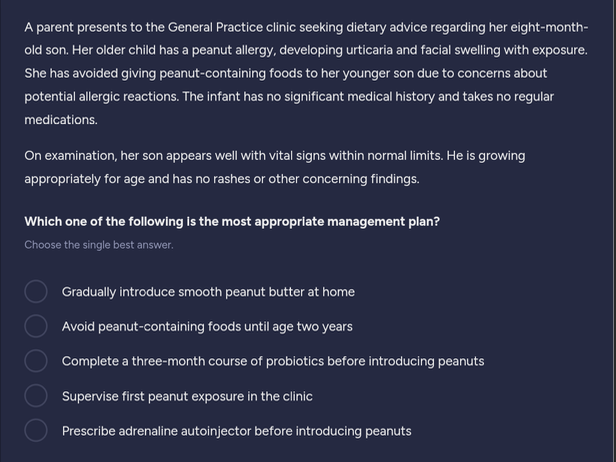 A parent presents to the General Practice clinic seeking dietary advice regarding her eight-month-
old son. Her older child has a peanut allergy, developing urticaria and facial swelling with exposure.
She has avoided giving peanut-containing foods to her younger son due to concerns about
potential allergic reactions. The infant has no significant medical history and takes no regular
medications.
On examination, her son appears well with vital signs within normal limits. He is growing
appropriately for age and has no rashes or other concerning findings.
Which one of the following is the most appropriate management plan?
Choose the single best answer.
Gradually introduce smooth peanut butter at home
Avoid peanut-containing foods until age two years
Complete a three-month course of probiotics before introducing peanuts
Supervise first peanut exposure in the clinic
Prescribe adrenaline autoinjector before introducing peanuts